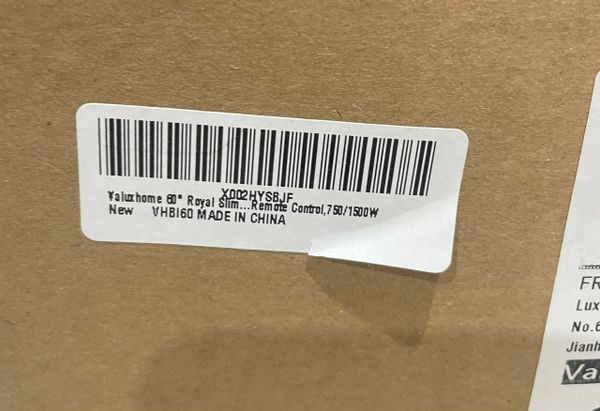 X002HYSBJF
Valuxhome 60" Royal Slim...Remote Control,750/1500W
New VHBI60 MADE IN CHINA
FR
Lux
No.6
Jianh
Va